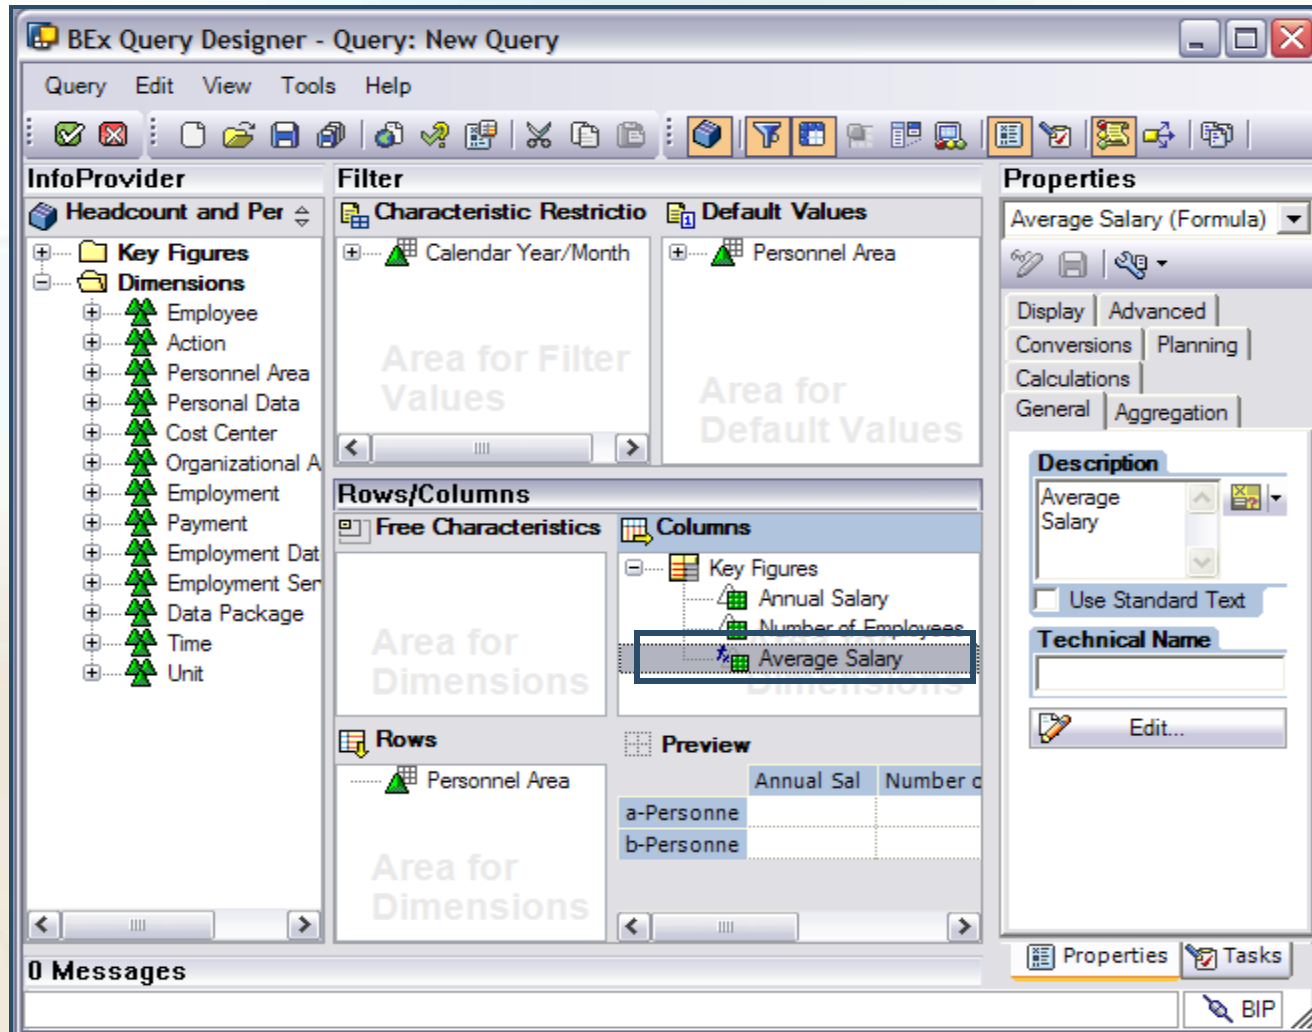 BEx Query Designer - Query: New Query
Query Edit View Tools Help
InfoProvider
Headcount and Per
Key Figures
Dimensions
Employee
Action
Personnel Area
Personal Data
Cost Center
Organizational A
Employment
Payment
Employment Dat
Employment Ser
Data Package
Time
Unit
Filter
Characteristic Restrictio
Calendar Year/Month
Area for Filter
Values
Default Values
Personnel Area
Area for
Default Values
Rows/Columns
Free Characteristics
Area for
Dimensions
Columns
Key Figures
Annual Salary
Number of Employees
Average Salary
Dimensions
Rows
Personnel Area
Area for
Dimensions
Preview
Annual Sal Number o
a-Personne
b-Personne
Properties
Average Salary (Formula)
Display Advanced
Conversions Planning
Calculations
General Aggregation
Description
Average
Salary
Use Standard Text
Technical Name
Edit...
Properties Tasks
0 Messages
BIP